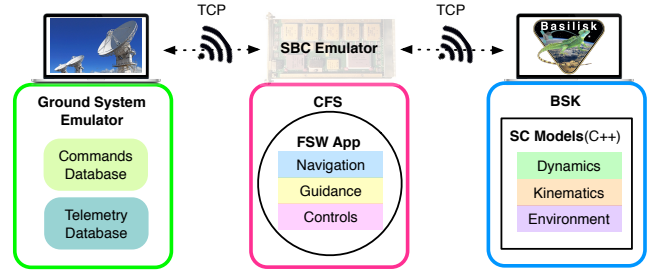 TCP
TCP
SBC Emulator
Basilisk
Ground System
Emulator
Commands
Database
Telemetry
Database
CFS
FSW App
Navigation
Guidance
Controls
BSK
SC Models(C++)
Dynamics
Kinematics
Environment